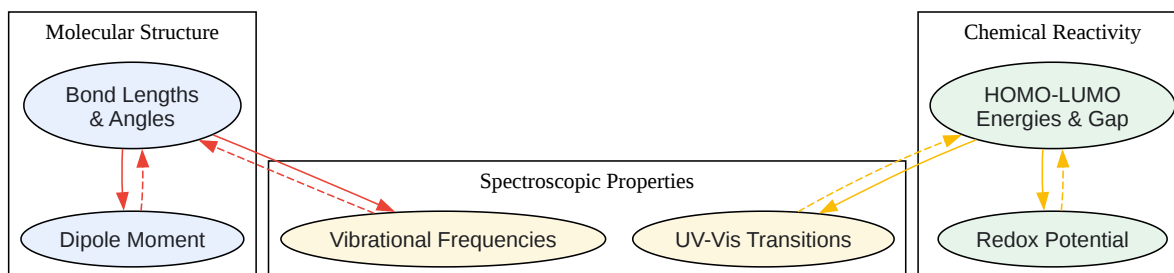 Molecular Structure
Bond Lengths
& Angles
Dipole Moment
Spectroscopic Properties
Vibrational Frequencies
UV-Vis Transitions
Chemical Reactivity
HOMO-LUMO
Energies & Gap
Redox Potential